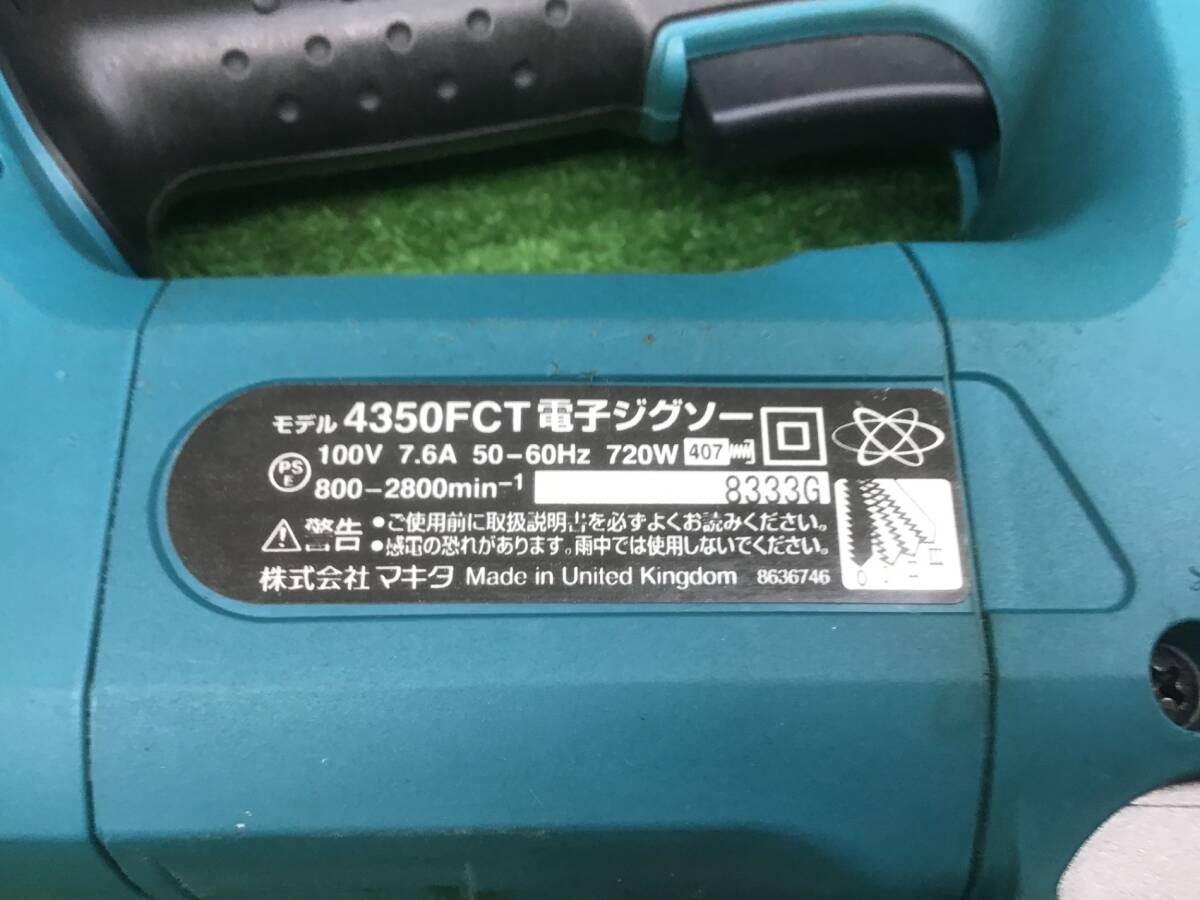 モデル 4350FCT 電子ジグソー
PS E 100V 7.6A 50-60Hz 720W 407
800-2800min-1 8333G
警告 •ご使用前に取扱説明書を必ずよくお読みください。
•感電の恐れがあります。雨中では使用しないでください。
株式会社 マキタ Made in United Kingdom 8636746
0 I II III